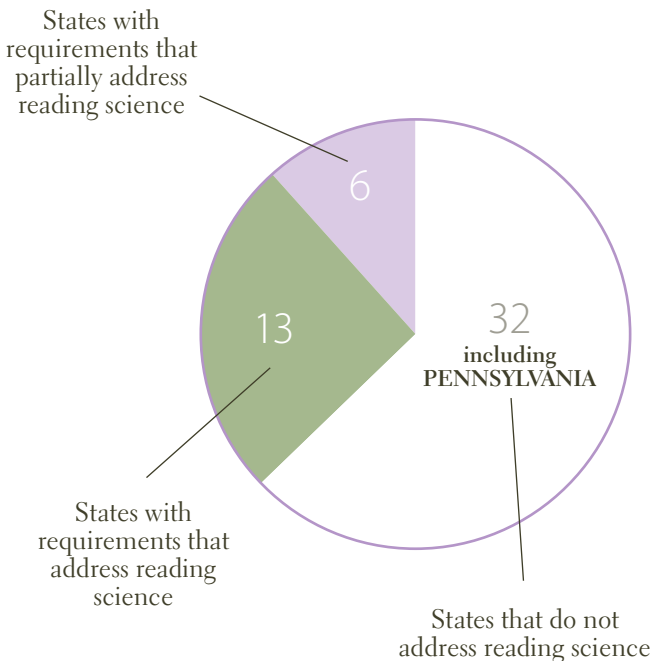 States with
requirements that
partially address
reading science
6
13
32
including
PENNSYLVANIA
States with
requirements that
address reading
science
States that do not
address reading science